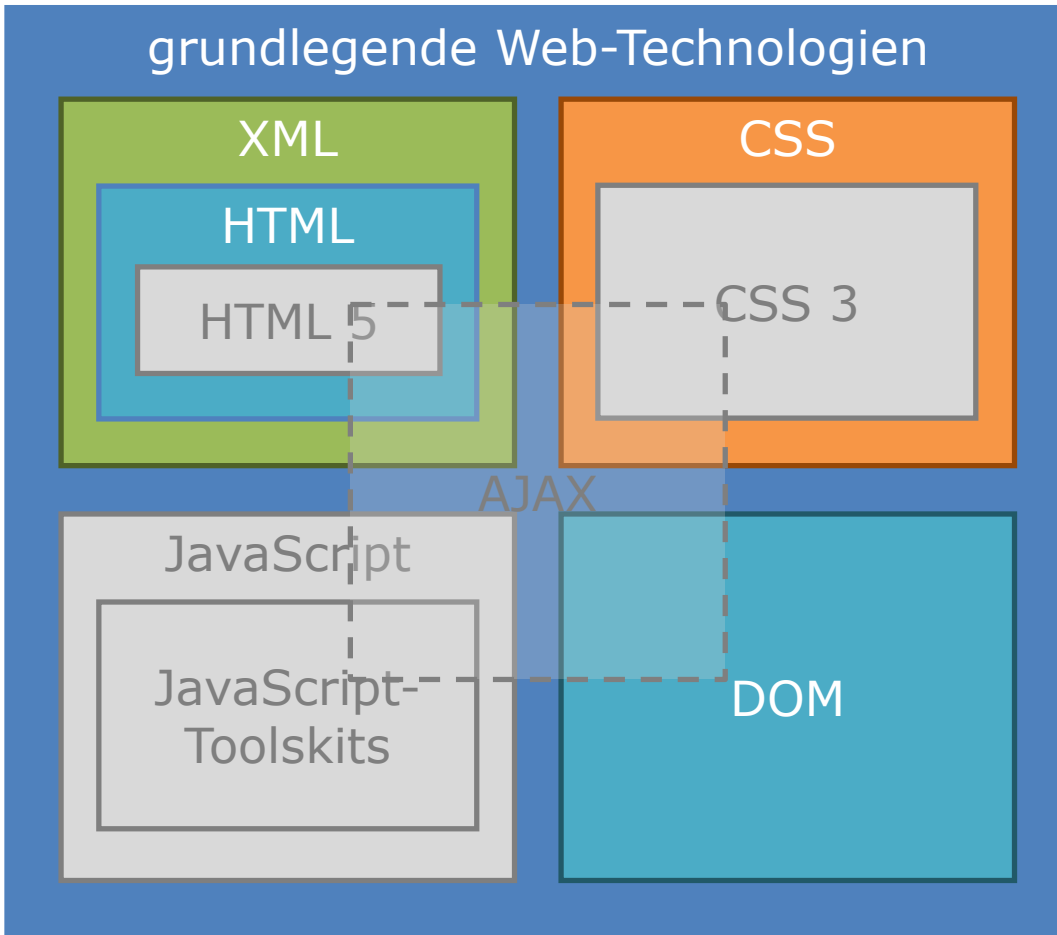 grundlegende Web-Technologien
XML
HTML
HTML 5
CSS
CSS 3
AJAX
JavaScript
JavaScript-
Toolskits
DOM